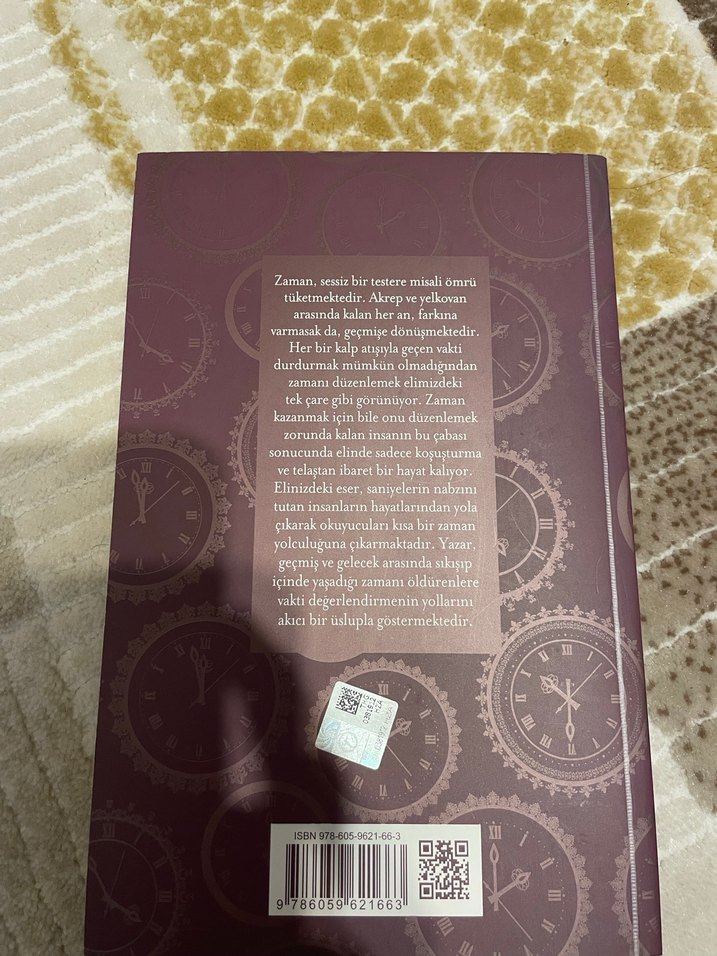 Zaman, sessiz bir testere misali ömrü
tüketmektedir. Akrep ve yelkovan
arasında kalan her an, farkına
varmasak da, geçmişe dönüşmektedir.
Her bir kalp atışıyla geçen vakti
durdurmak mümkün olmadığından
zamanı düzenlemek elimizdeki
tek çare gibi görünüyor. Zaman
kazanmak için bile onu düzenlemek
zorunda kalan insanın bu çabası
sonucunda elinde sadece koşuşturma
ve telaştan ibaret bir hayat kalıyor.
Elinizdeki eser, saniyelerin nabzını
tutan insanların hayatlarından yola
çıkarak okuyucuları kısa bir zaman
yolculuğuna çıkarmaktadır. Yazar,
geçmiş ve gelecek arasında sıkışıp
içinde yaşadığı zamanı öldürenlere
vakti değerlendirmenin yollarını
akıcı bir üslupla göstermektedir.
ISBN 978-605-9621-66-3
9 786059 621663